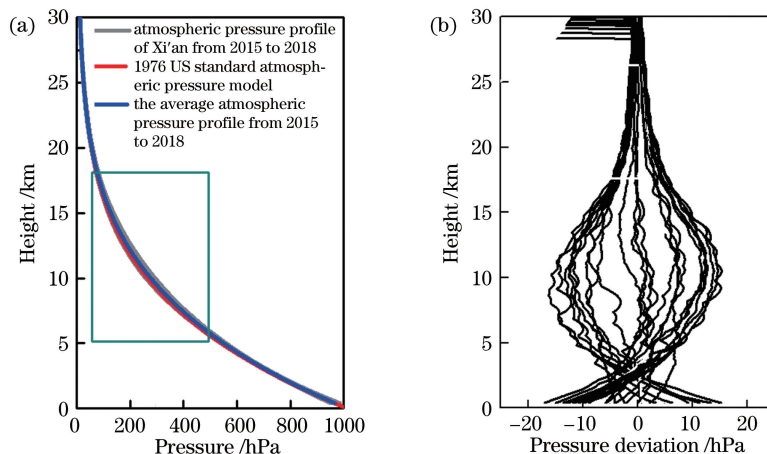 (a)
30
25
20
15
10
5
0
Height /km
atmospheric pressure profile
of Xi'an from 2015 to 2018
1976 US standard atmosph-
eric pressure model
the average atmospheric
pressure profile from 2015
to 2018
0 200 400 600 800 1000
Pressure /hPa
(b)
30
25
20
15
10
5
0
Height /km
−20 −10 0 10 20
Pressure deviation /hPa